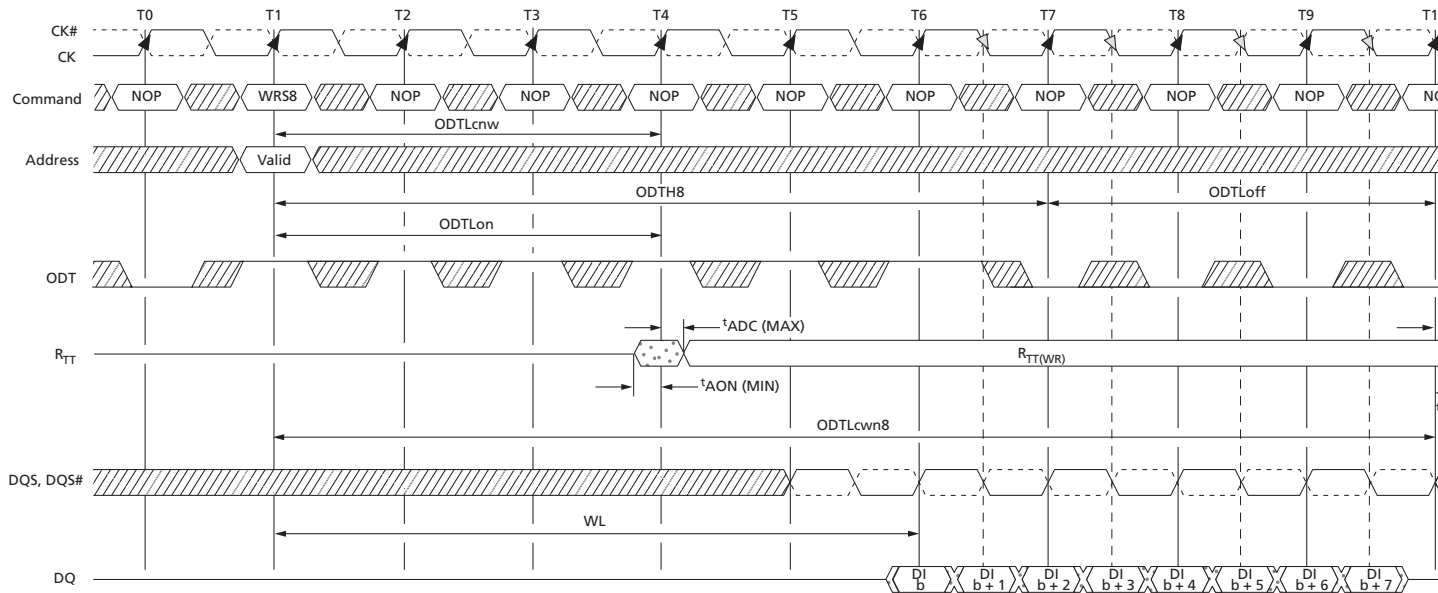 T0 T1 T2 T3 T4 T5 T6 T7 T8 T9 T1
CK#
CK
Command NOP WRS8 NOP NOP NOP NOP NOP NOP NOP NOP
ODTLcnw
Address Valid
ODTH8 ODTLoff
ODTLon
ODT
tADC (MAX)
RTT RTT(WR)
tAON (MIN)
ODTLcwn8
DQS, DQS#
WL
DQ DI b DI b + 1 DI b + 2 DI b + 3 DI b + 4 DI b + 5 DI b + 6 DI b + 7